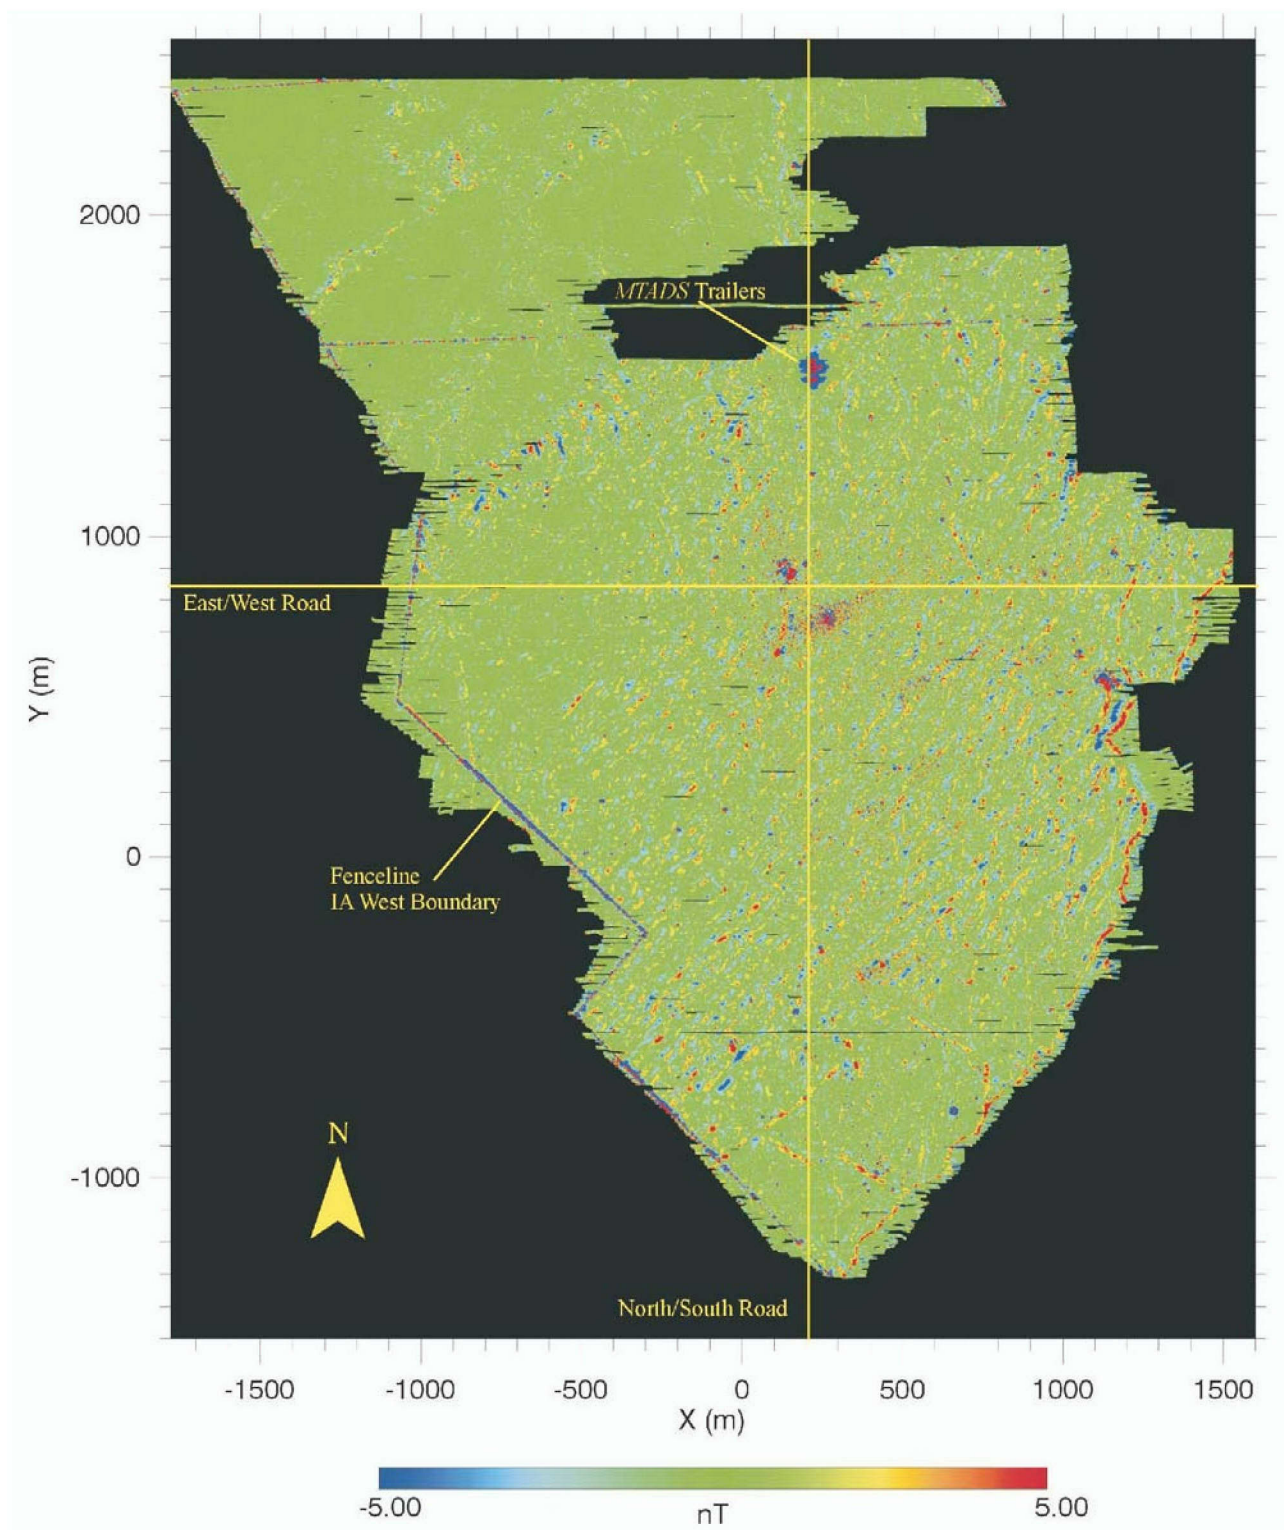 2000
MTADS Trailers
1000
East/West Road
Y (m)
0
Fenceline
IA West Boundary
N
-1000
North/South Road
-1500
-1000
-500
0
500
1000
1500
X (m)
-5.00
nT
5.00